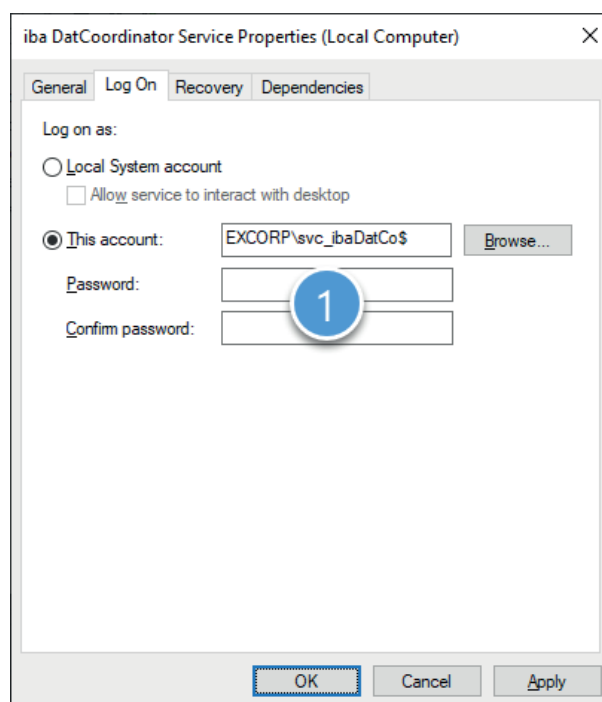 iba DatCoordinator Service Properties (Local Computer)
General Log On Recovery Dependencies
Log on as:
Local System account
Allow service to interact with desktop
This account: EXCORP\svc_ibaDatCo$ Browse...
Password:
1
Confirm password:
OK Cancel Apply